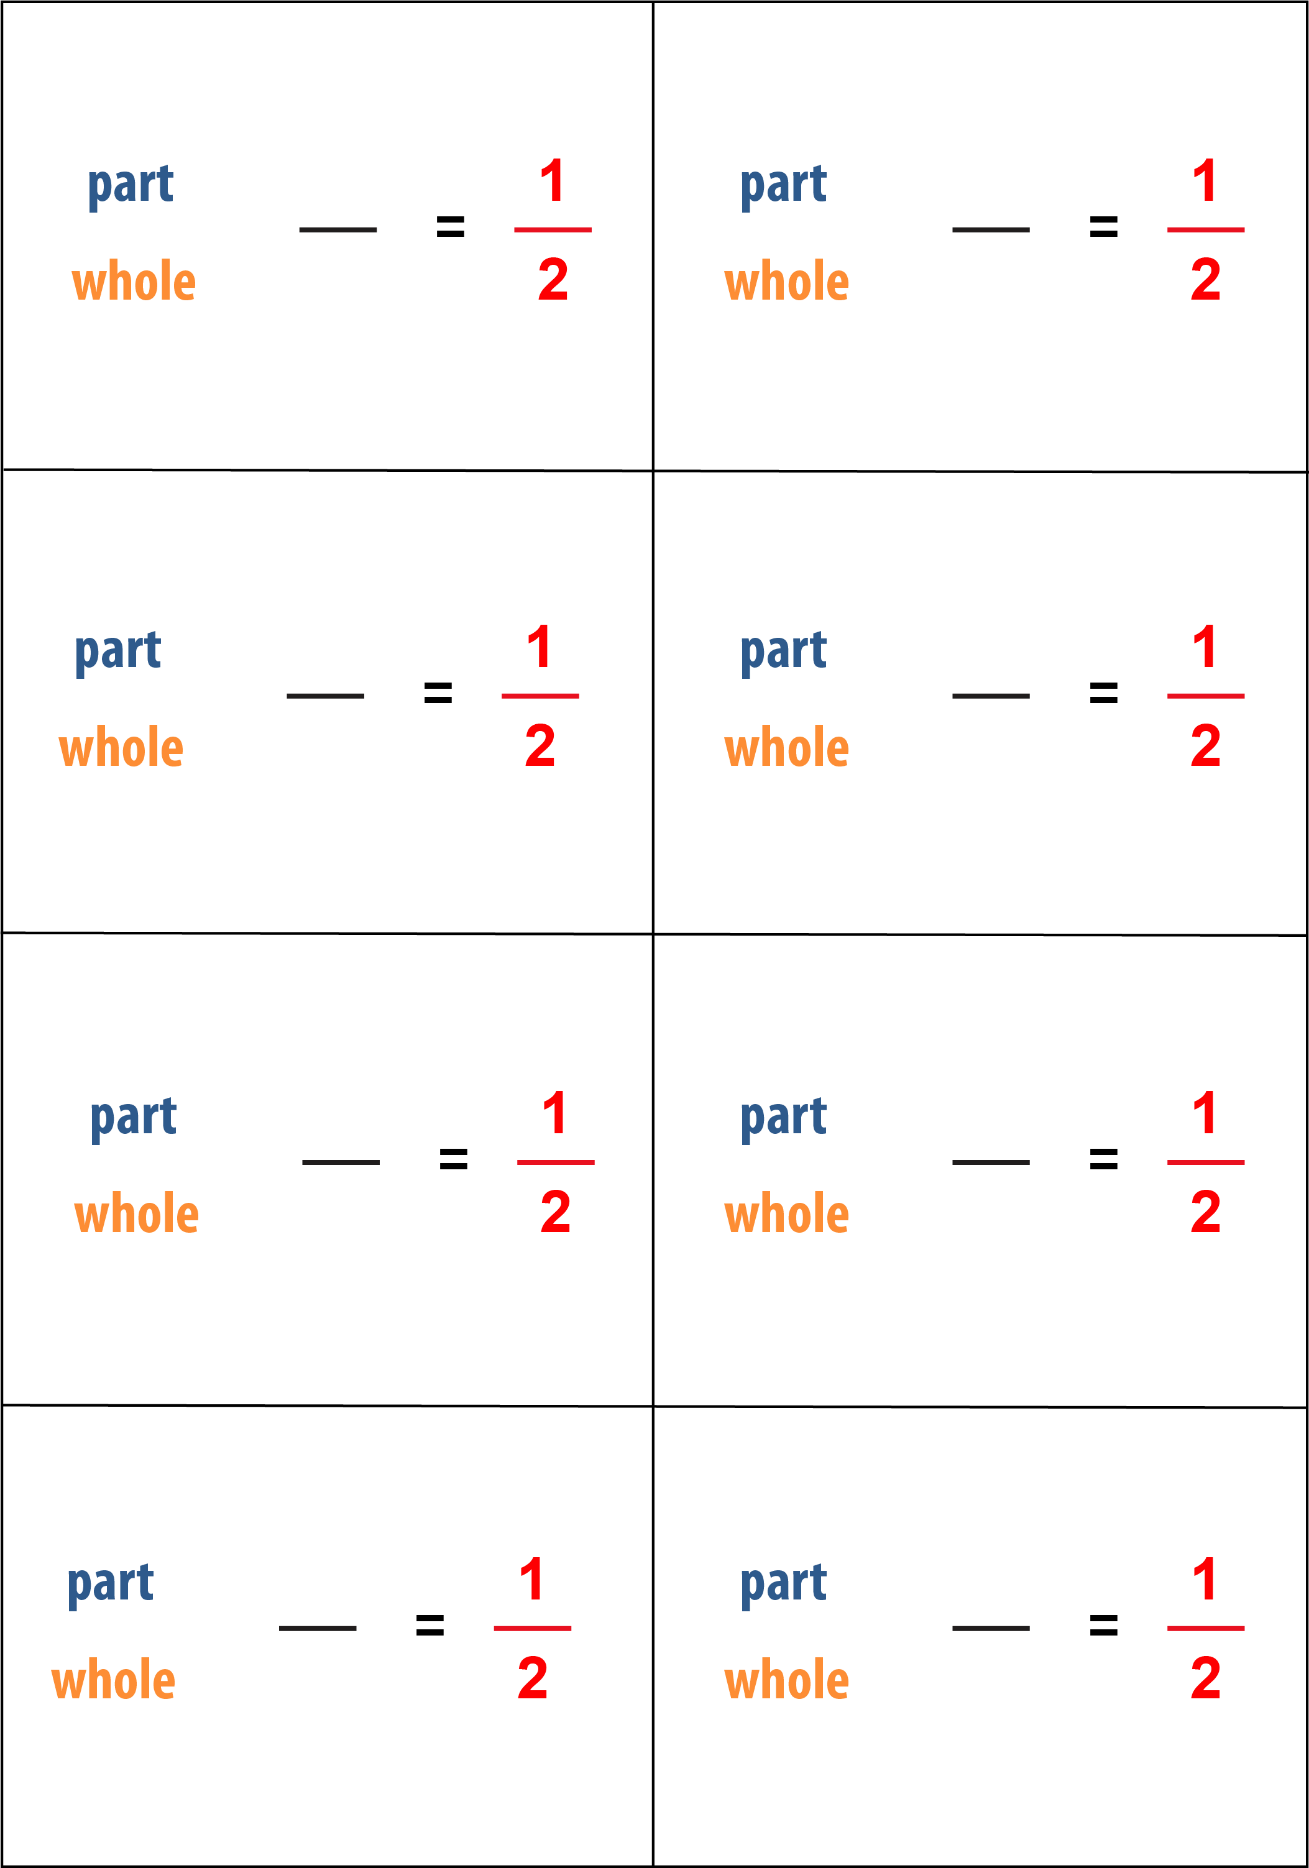 part 1
— =
whole 2
part 1
— =
whole 2
part 1
— =
whole 2
part 1
— =
whole 2
part 1
— =
whole 2
part 1
— =
whole 2
part 1
— =
whole 2
part 1
— =
whole 2